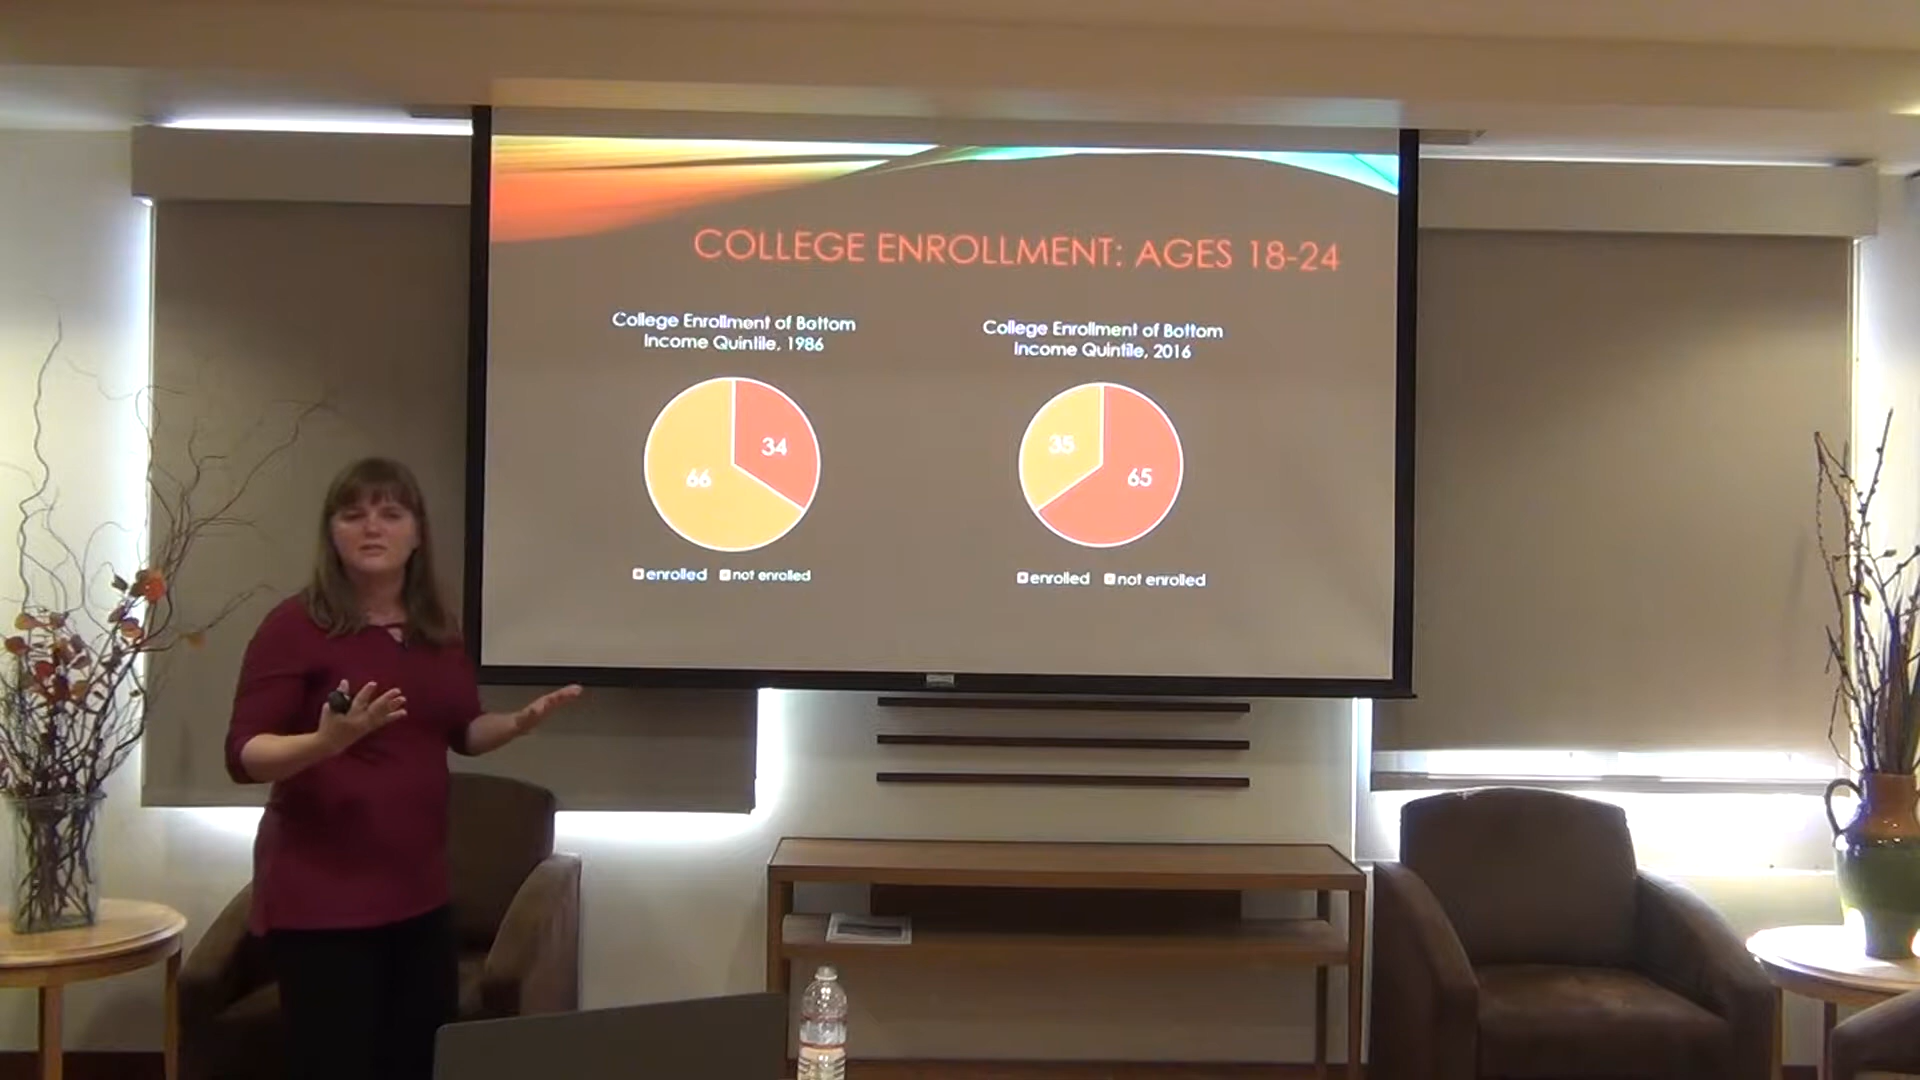 COLLEGE ENROLLMENT: AGES 18-24
College Enrollment of Bottom
Income Quintile, 1986
34
66
enrolled not enrolled
College Enrollment of Bottom
Income Quintile, 2016
35
65
enrolled not enrolled